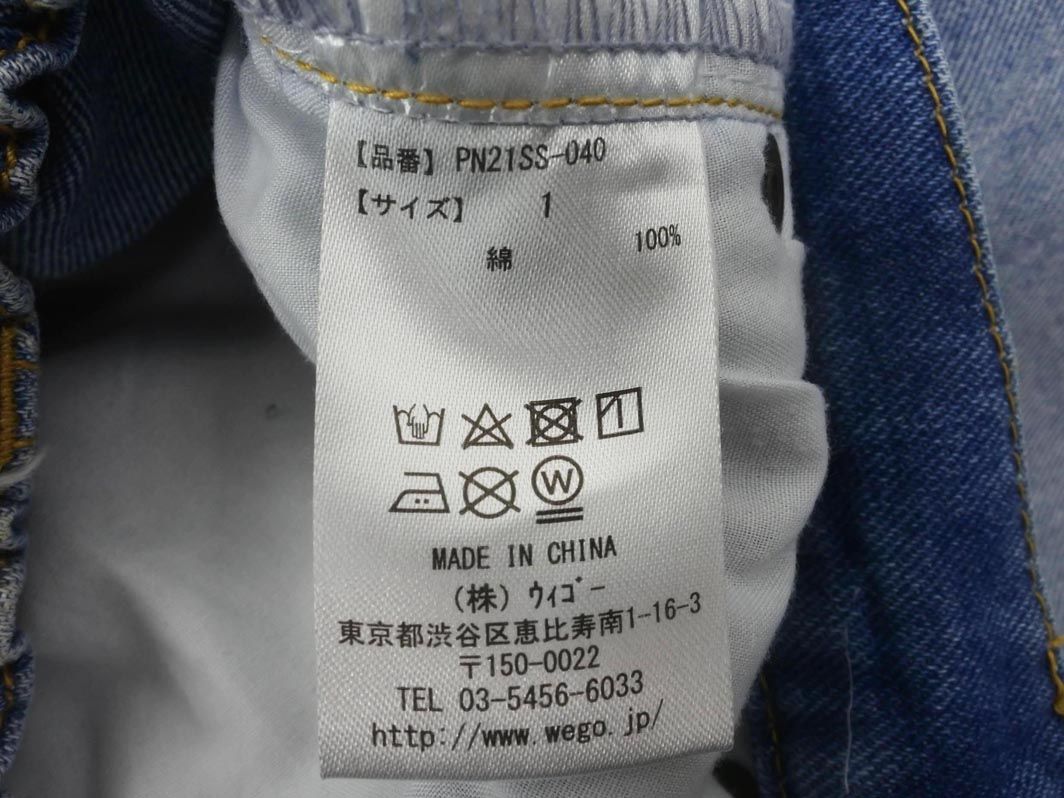 【品番】 PN21SS-040
【サイズ】 1
綿 100%
W
MADE IN CHINA
(株) ｳｨｺﾞｰ
東京都渋谷区恵比寿南1-16-3
〒150-0022
TEL 03-5456-6033
http://www.wego.jp/